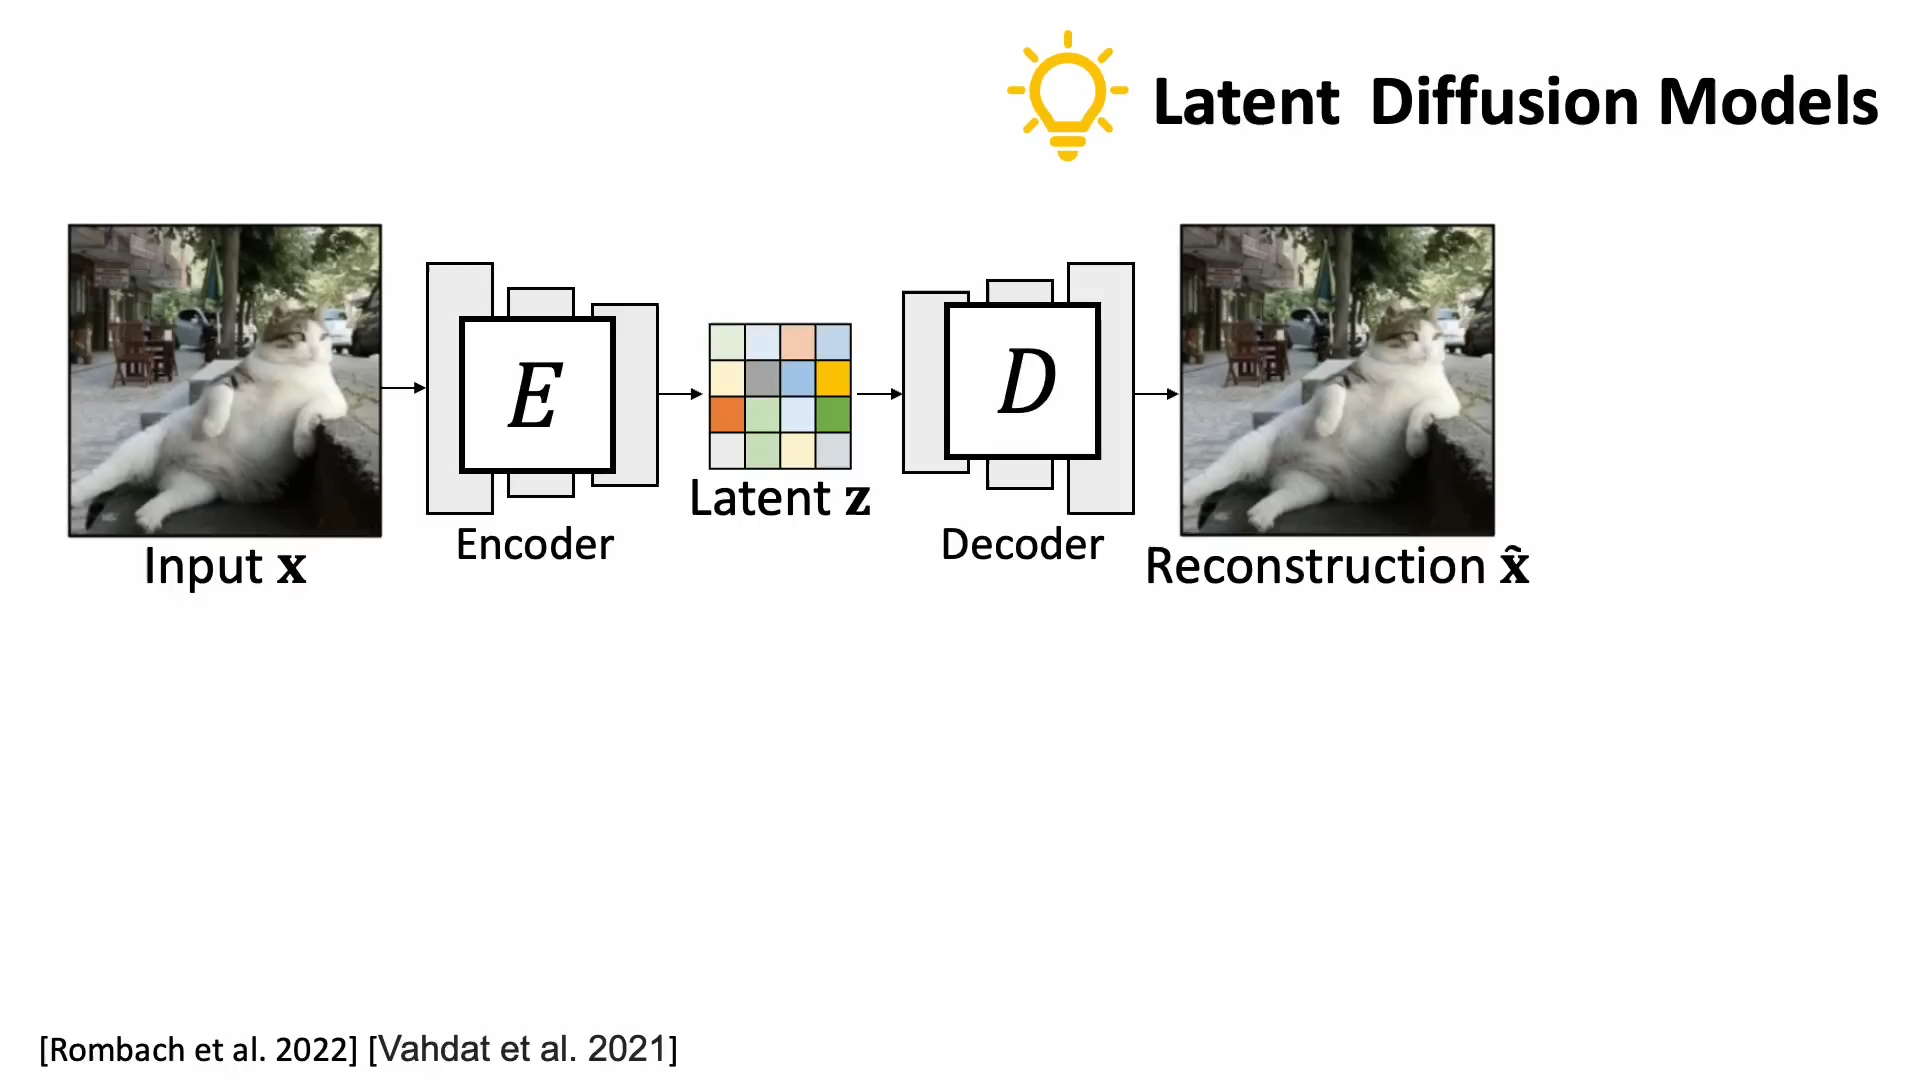 Latent Diffusion Models
E
D
Latent z
Encoder
Decoder
Input x
Reconstruction x̃
[Rombach et al. 2022] [Vahdat et al. 2021]